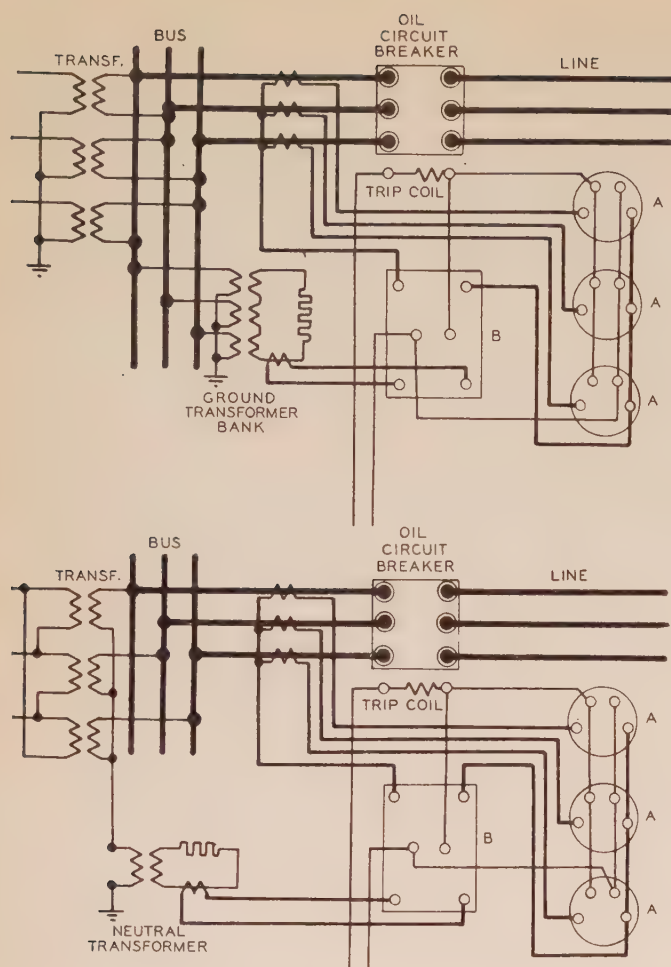 OIL
CIRCUIT
BREAKER
BUS
TRANSF.
LINE
TRIP COIL
A
A
B
A
GROUND
TRANSFORMER
BANK
OIL
CIRCUIT
BREAKER
BUS
TRANSF.
LINE
TRIP COIL
A
A
B
A
NEUTRAL
TRANSFORMER